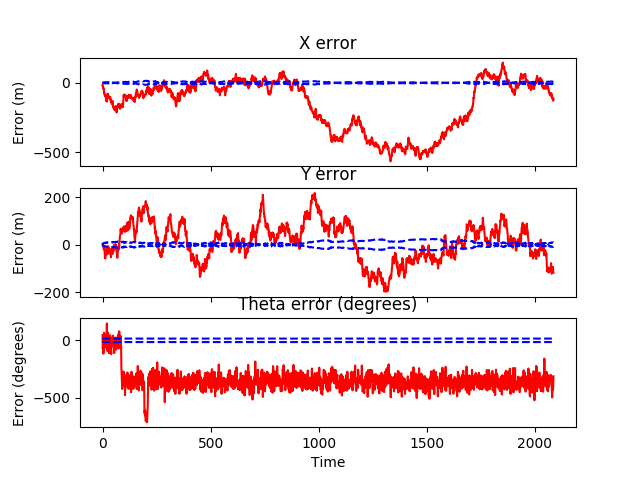 X error
Error (m)
0
−500
Y error
Error (m)
200
0
−200
Theta error (degrees)
Error (degrees)
0
−500
0
500
1000
1500
2000
Time